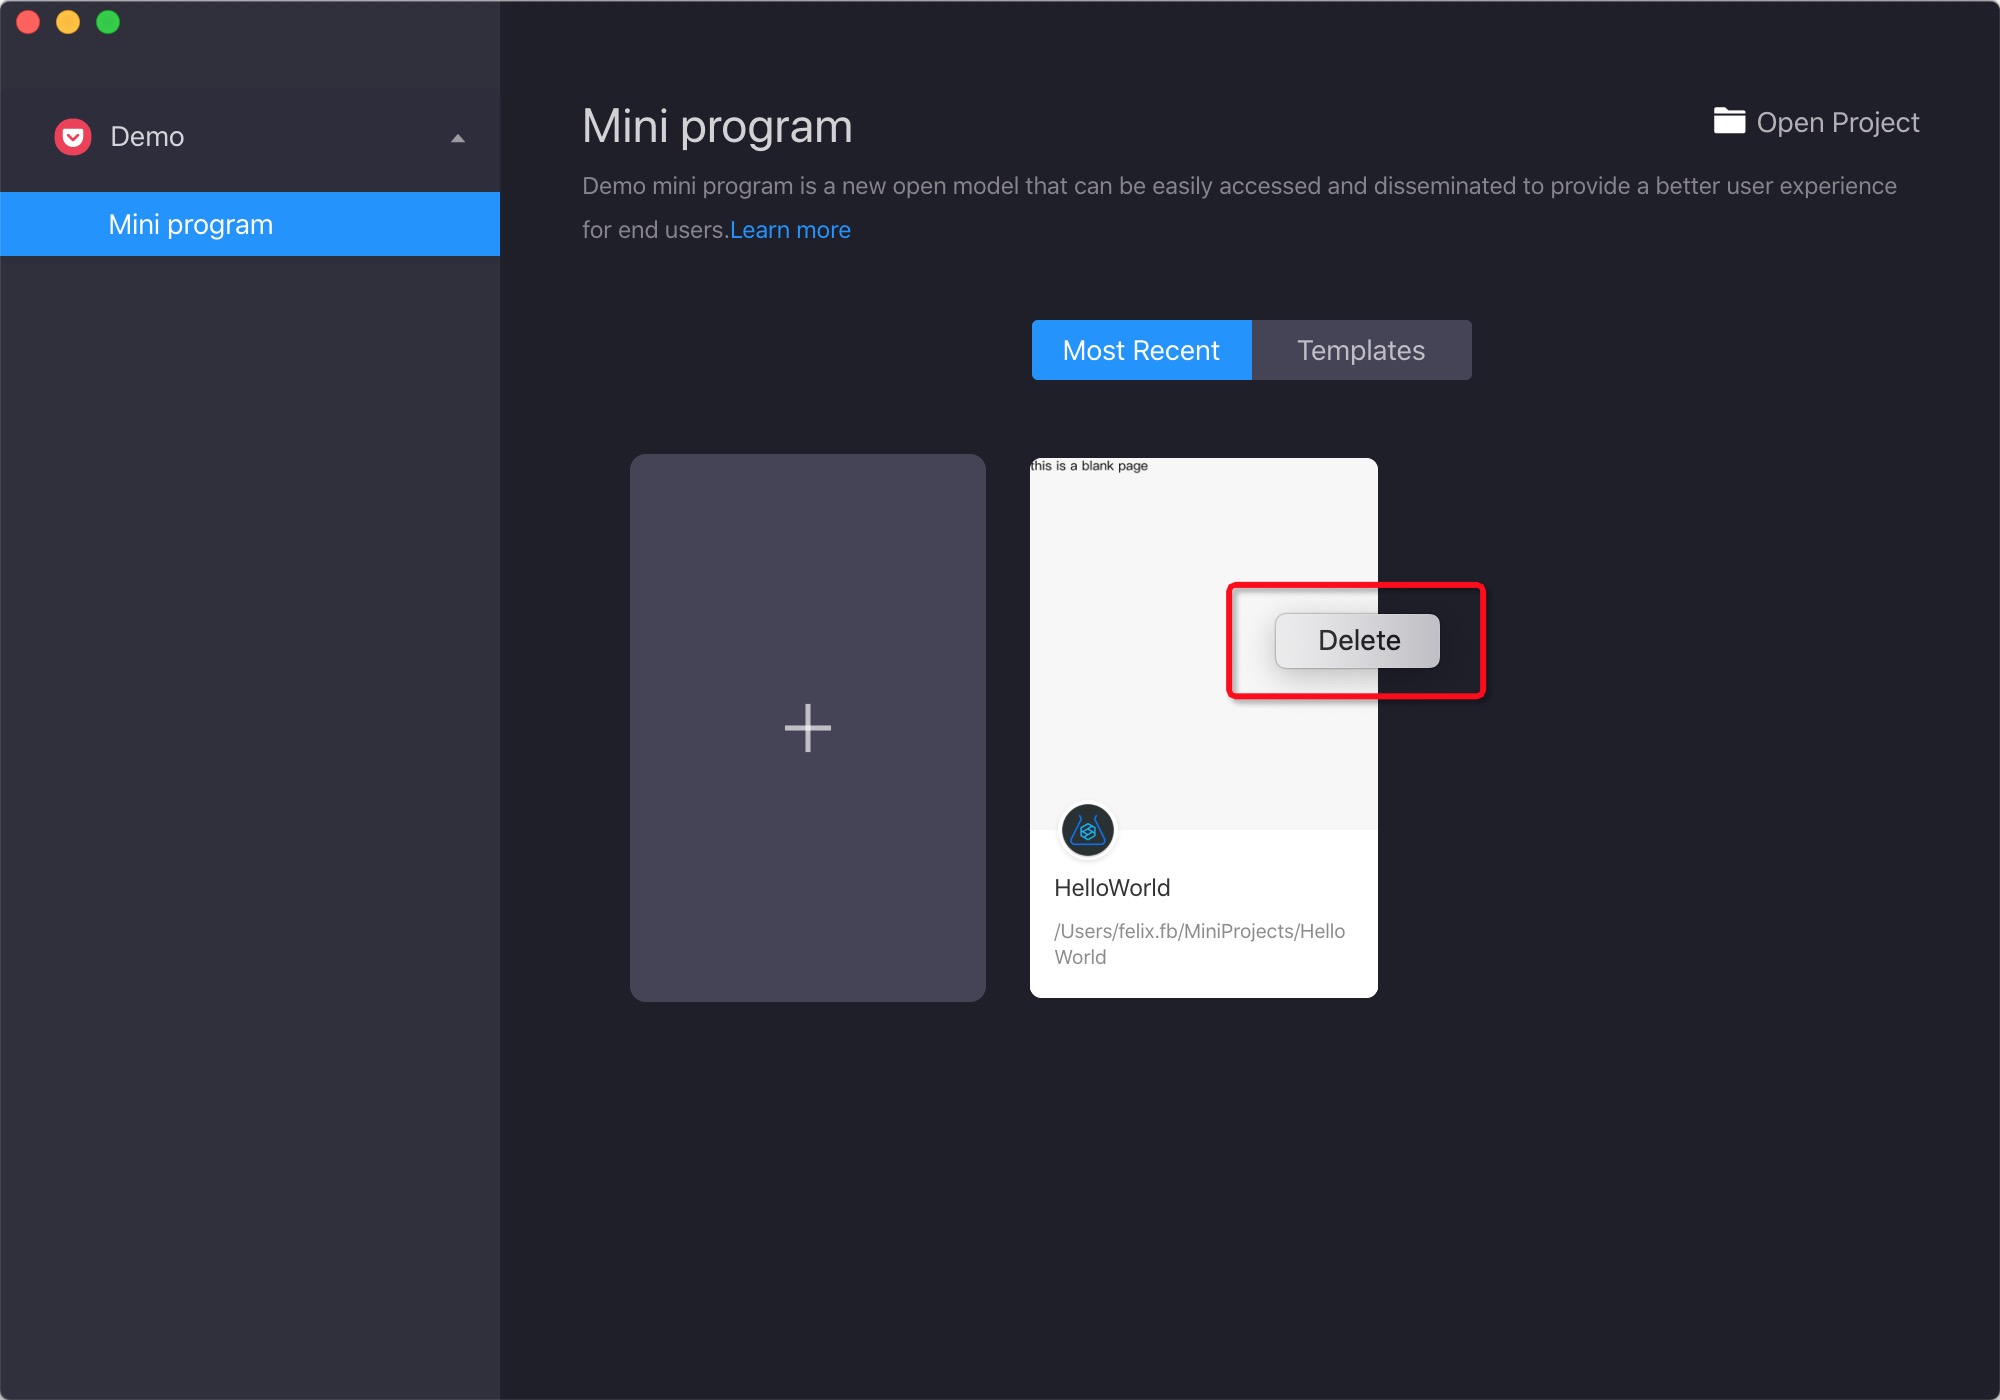 Demo
Mini program
Mini program
Open Project
Demo mini program is a new open model that can be easily accessed and disseminated to provide a better user experience
for end users.Learn more
Most Recent
Templates
this is a blank page
Delete
HelloWorld
/Users/felix.fb/MiniProjects/Hello
World